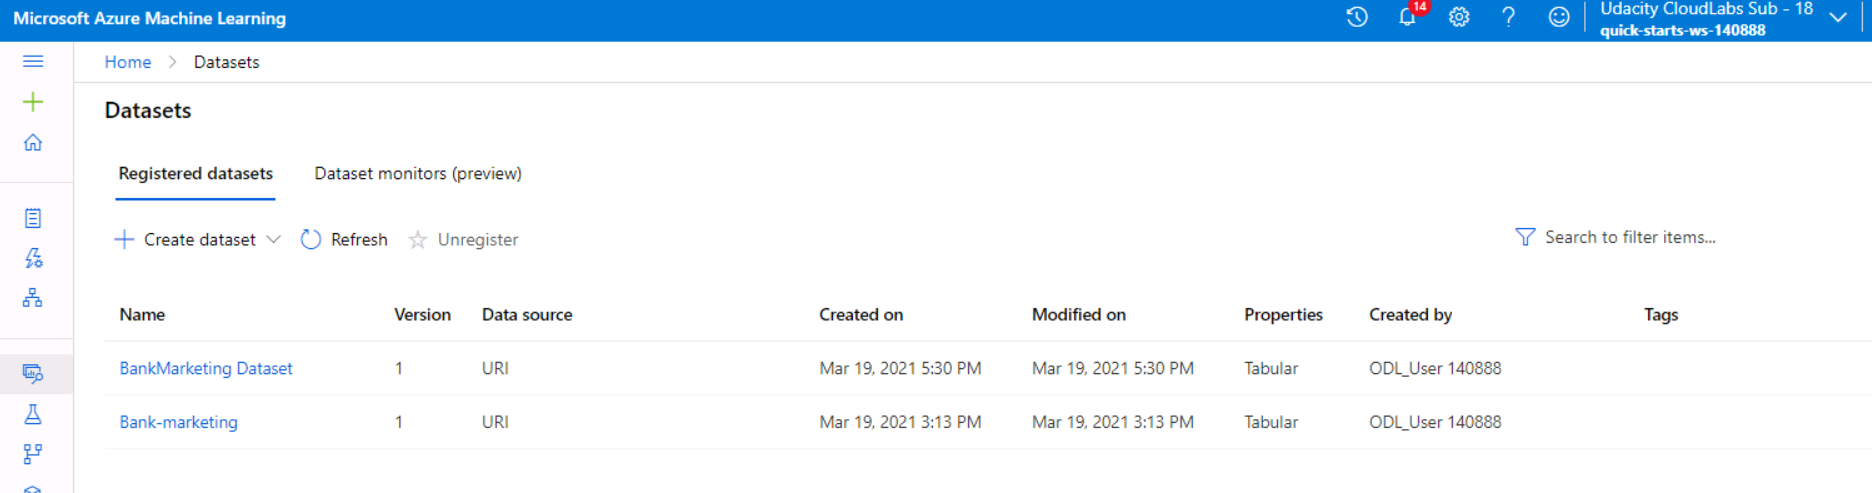 Microsoft Azure Machine Learning
14
Udacity CloudLabs Sub - 18
quick-starts-ws-140888
Home > Datasets
Datasets
Registered datasets Dataset monitors (preview)
Create dataset Refresh Unregister Search to filter items...
Name Version Data source Created on Modified on Properties Created by Tags
BankMarketing Dataset 1 URI Mar 19, 2021 5:30 PM Mar 19, 2021 5:30 PM Tabular ODL_User 140888
Bank-marketing 1 URI Mar 19, 2021 3:13 PM Mar 19, 2021 3:13 PM Tabular ODL_User 140888